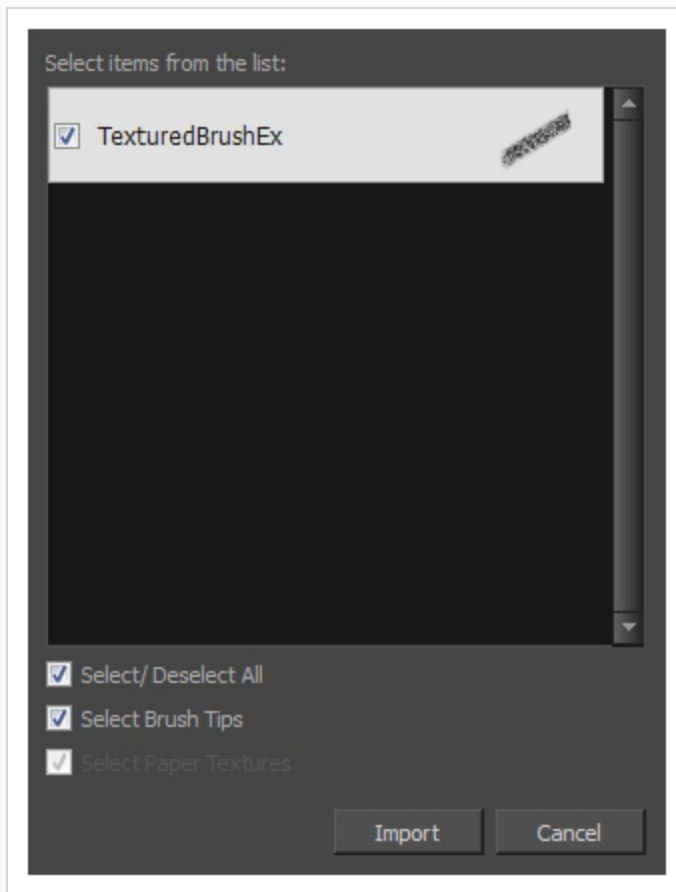 Select items from the list:
TexturedBrushEx
Select/ Deselect All
Select Brush Tips
Select Paper Textures
Import Cancel